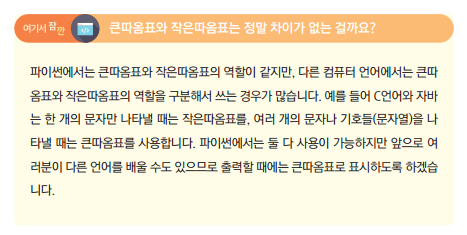 여기서 잠깐 큰따옴표와 작은따옴표는 정말 차이가 없는 걸까요?
파이썬에서는 큰따옴표와 작은따옴표의 역할이 같지만, 다른 컴퓨터 언어에서는 큰따
옴표와 작은따옴표의 역할을 구분해서 쓰는 경우가 많습니다. 예를 들어 C언어와 자바
는 한 개의 문자만 나타낼 때는 작은따옴표를, 여러 개의 문자나 기호들(문자열)을 나
타낼 때는 큰따옴표를 사용합니다. 파이썬에서는 둘 다 사용이 가능하지만 앞으로 여
러분이 다른 언어를 배울 수도 있으므로 출력할 때에는 큰따옴표로 표시하도록 하겠습
니다.